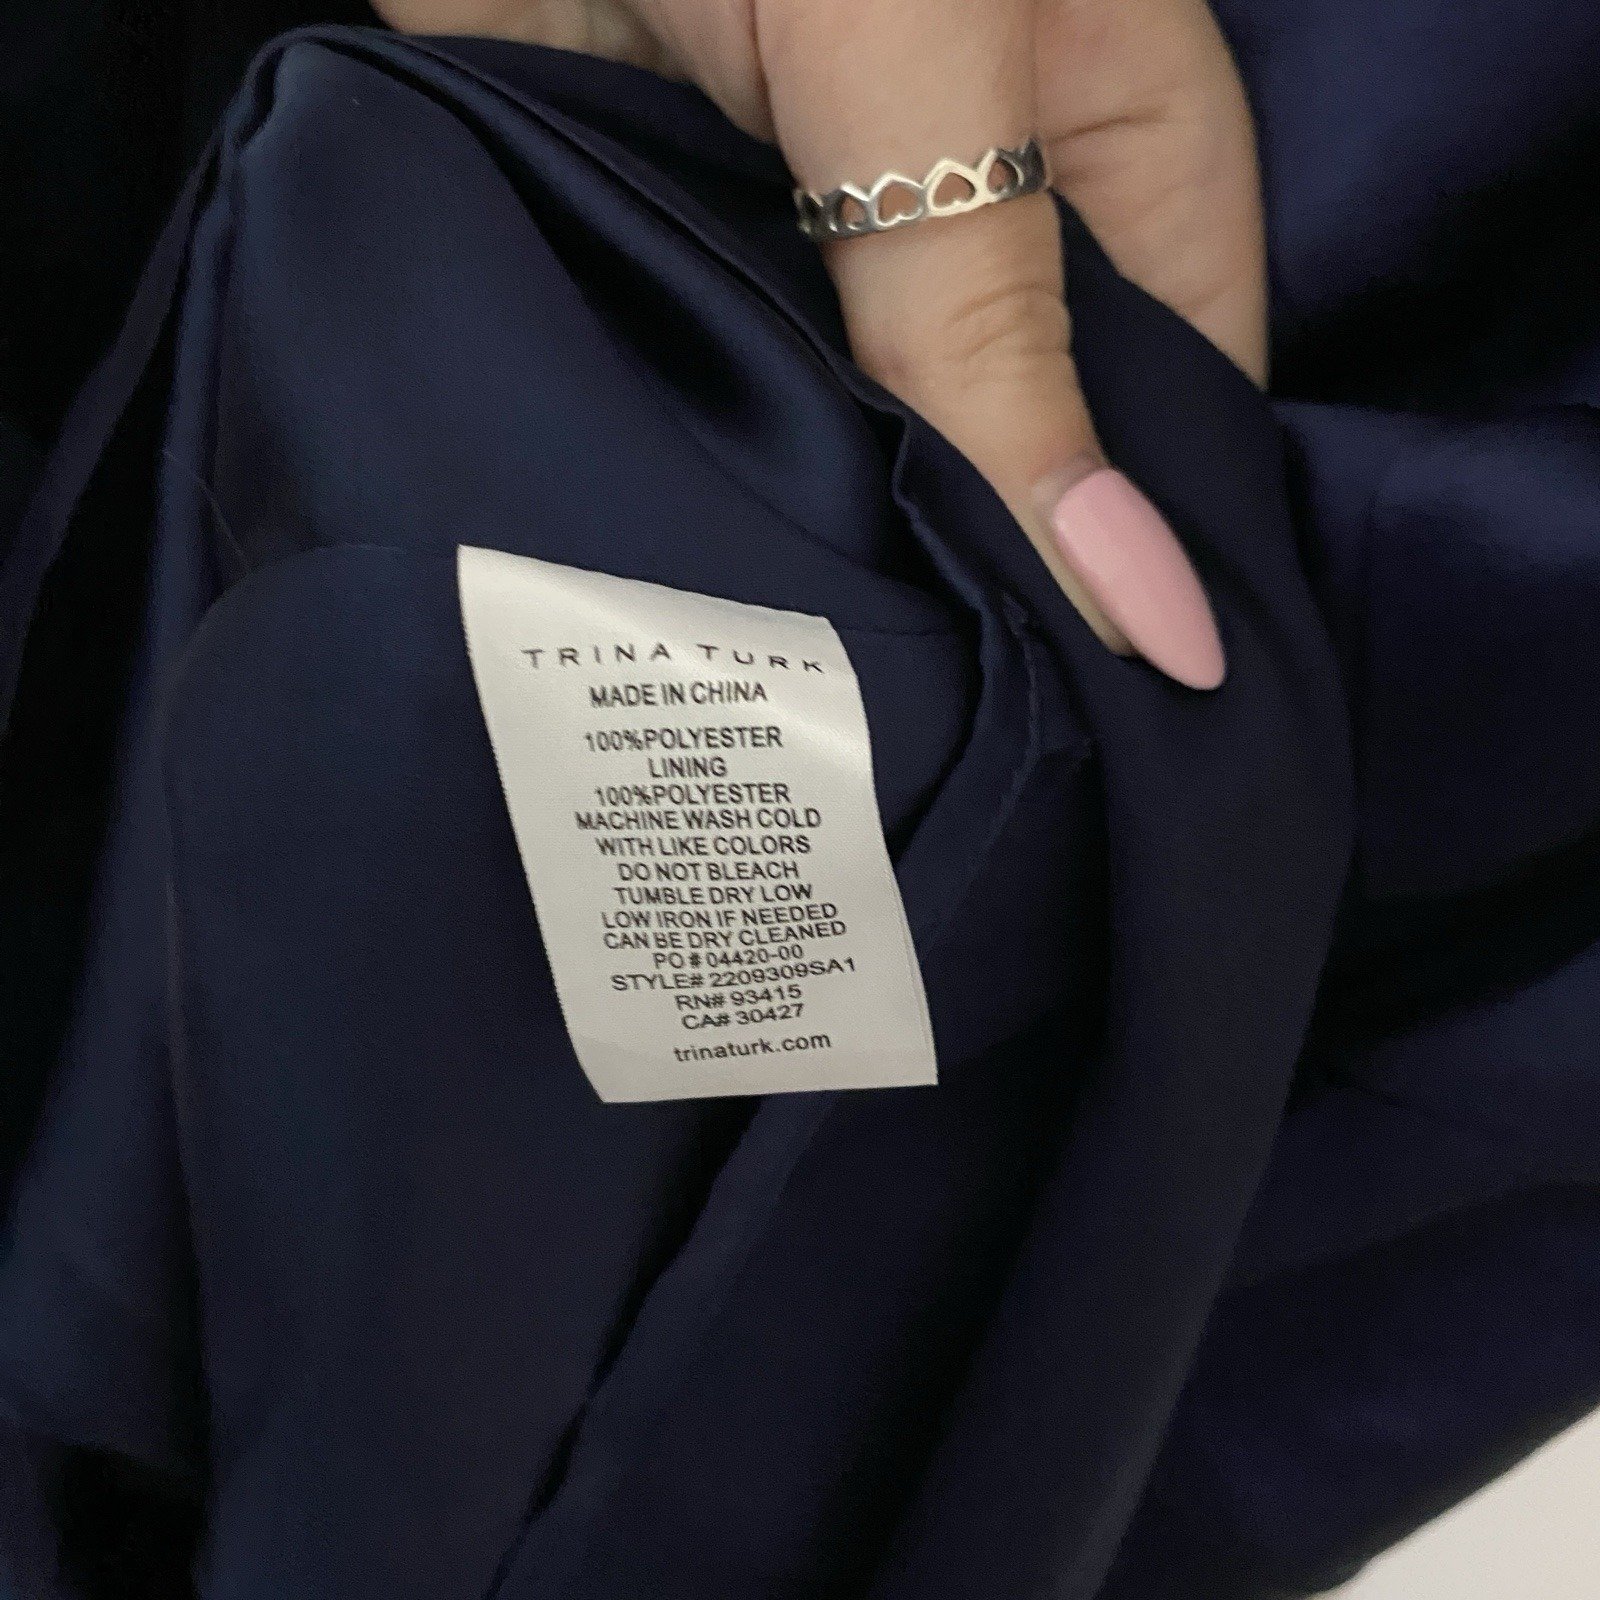 TRINA TURK
MADE IN CHINA
100%POLYESTER
LINING
100%POLYESTER
MACHINE WASH COLD
WITH LIKE COLORS
DO NOT BLEACH
TUMBLE DRY LOW
LOW IRON IF NEEDED
CAN BE DRY CLEANED
PO # 04420-00
STYLE# 2209309SA1
RN# 93415
CA# 30427
trinaturk.com